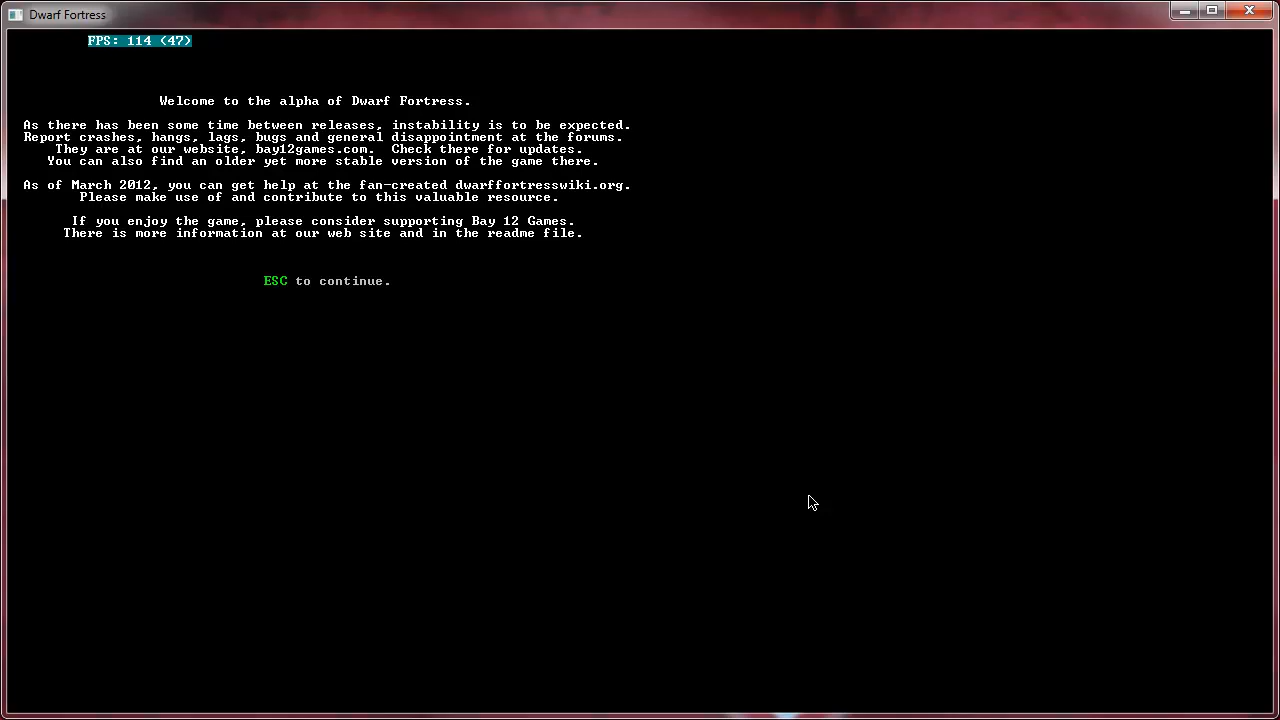 Dwarf Fortress
FPS: 114 (47)
Welcome to the alpha of Dwarf Fortress.
As there has been some time between releases, instability is to be expected.
Report crashes, hangs, lags, bugs and general disappointment at the forums.
They are at our website, bay12games.com.  Check there for updates.
You can also find an older yet more stable version of the game there.
As of March 2012, you can get help at the fan-created dwarffortresswiki.org.
Please make use of and contribute to this valuable resource.
If you enjoy the game, please consider supporting Bay 12 Games.
There is more information at our web site and in the readme file.
ESC to continue.